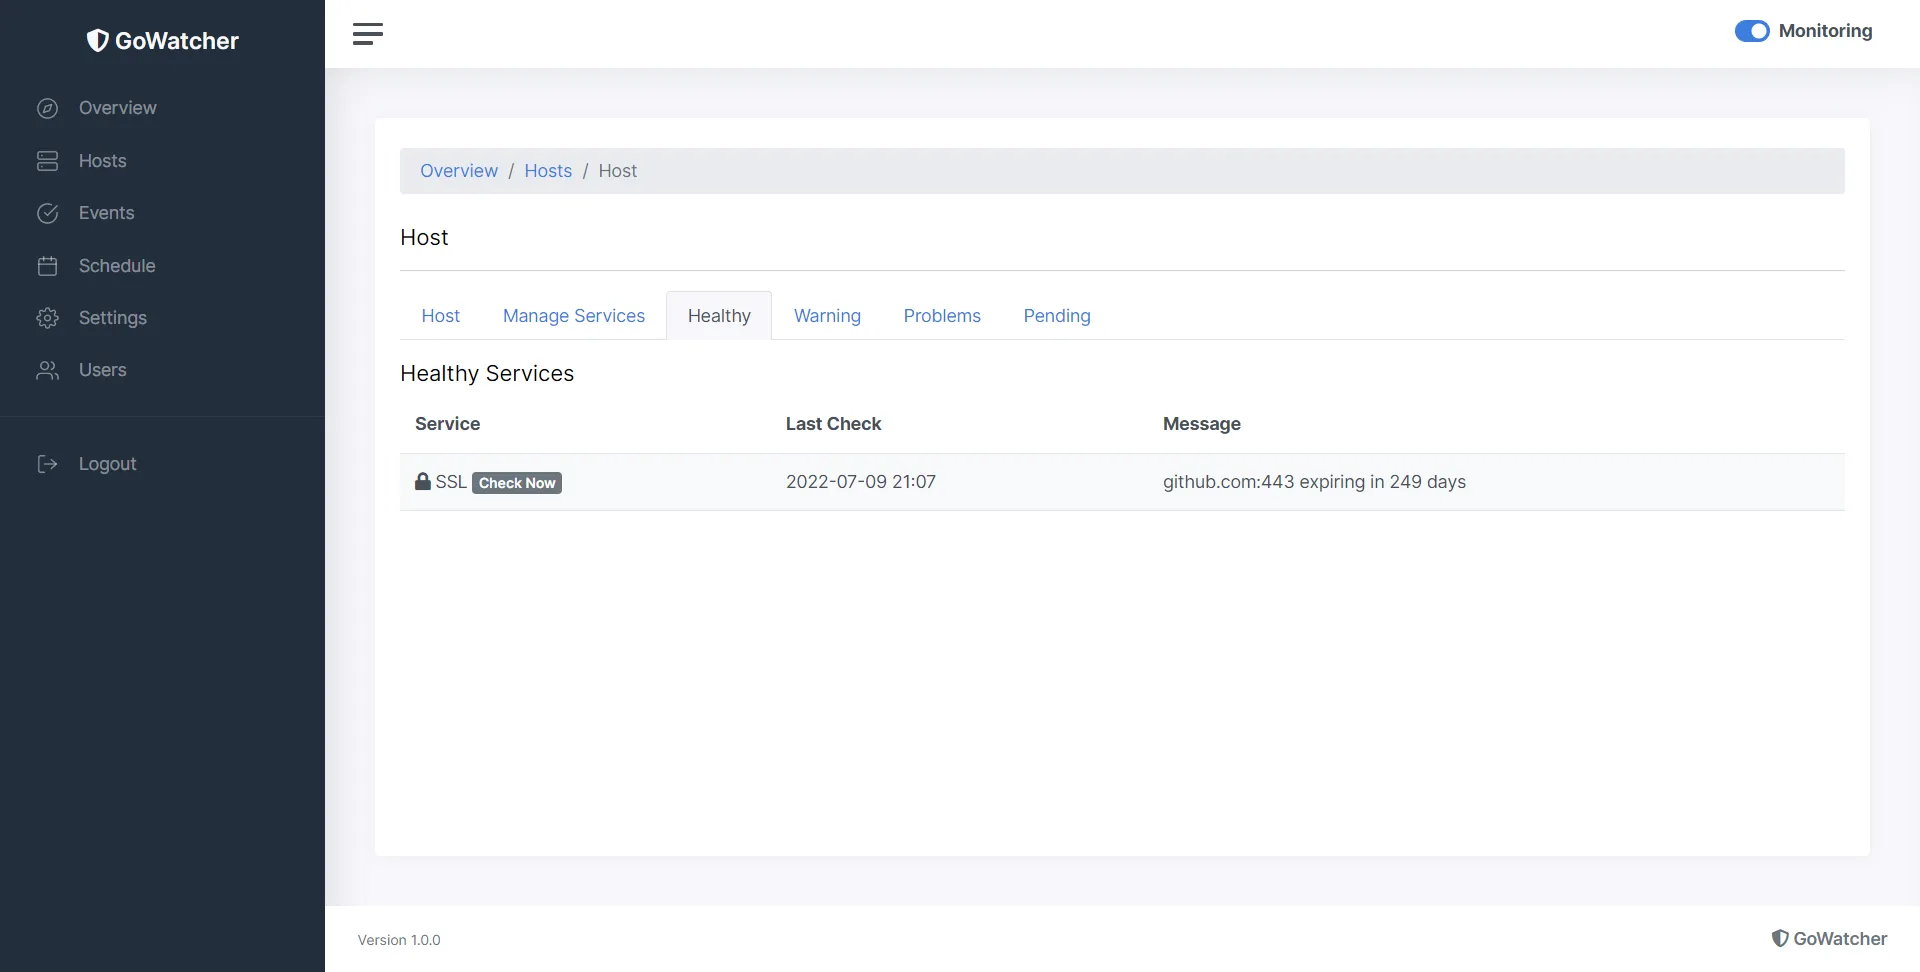 GoWatcher
Monitoring
Overview
Hosts
Events
Schedule
Settings
Users
Logout
Overview / Hosts / Host
Host
Host Manage Services Healthy Warning Problems Pending
Healthy Services
Service Last Check Message
SSL Check Now 2022-07-09 21:07 github.com:443 expiring in 249 days
Version 1.0.0
GoWatcher